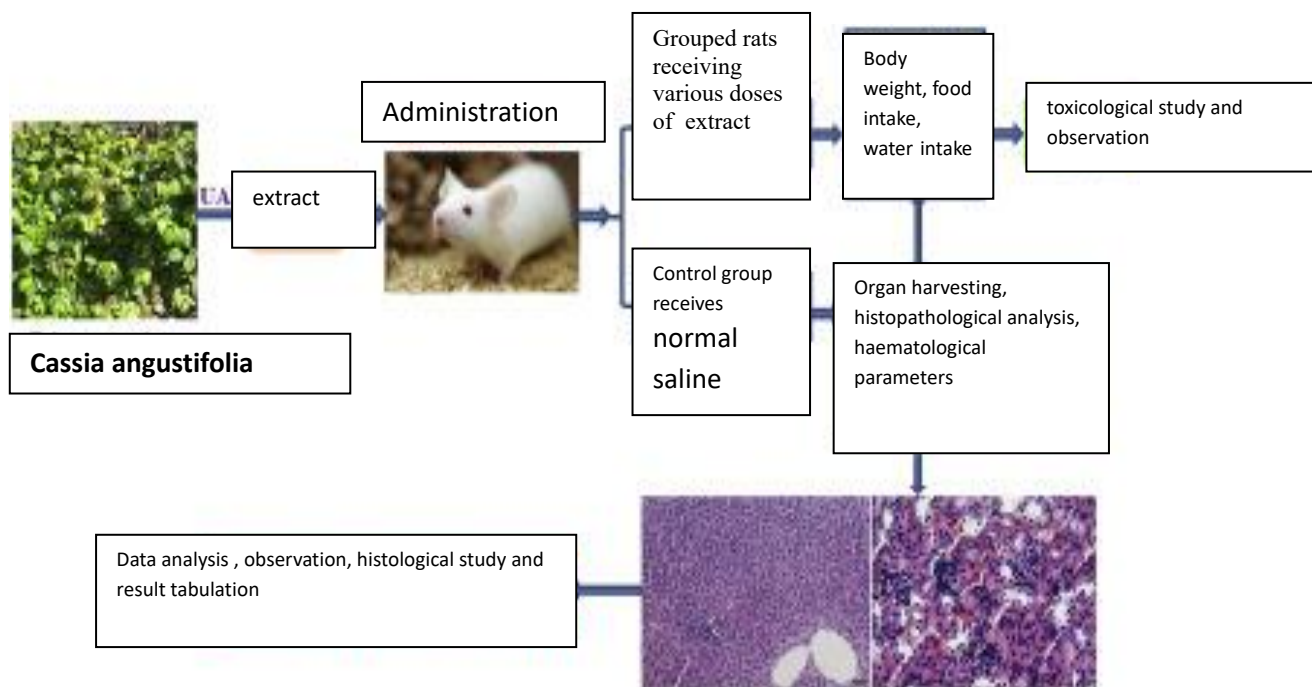 Grouped rats
receiving
various doses
of extract
Body
weight, food
intake,
water intake
toxicological study and
observation
Administration
UA
extract
Cassia angustifolia
Control group
receives
normal
saline
Organ harvesting,
histopathological analysis,
haematological
parameters
Data analysis , observation, histological study and
result tabulation